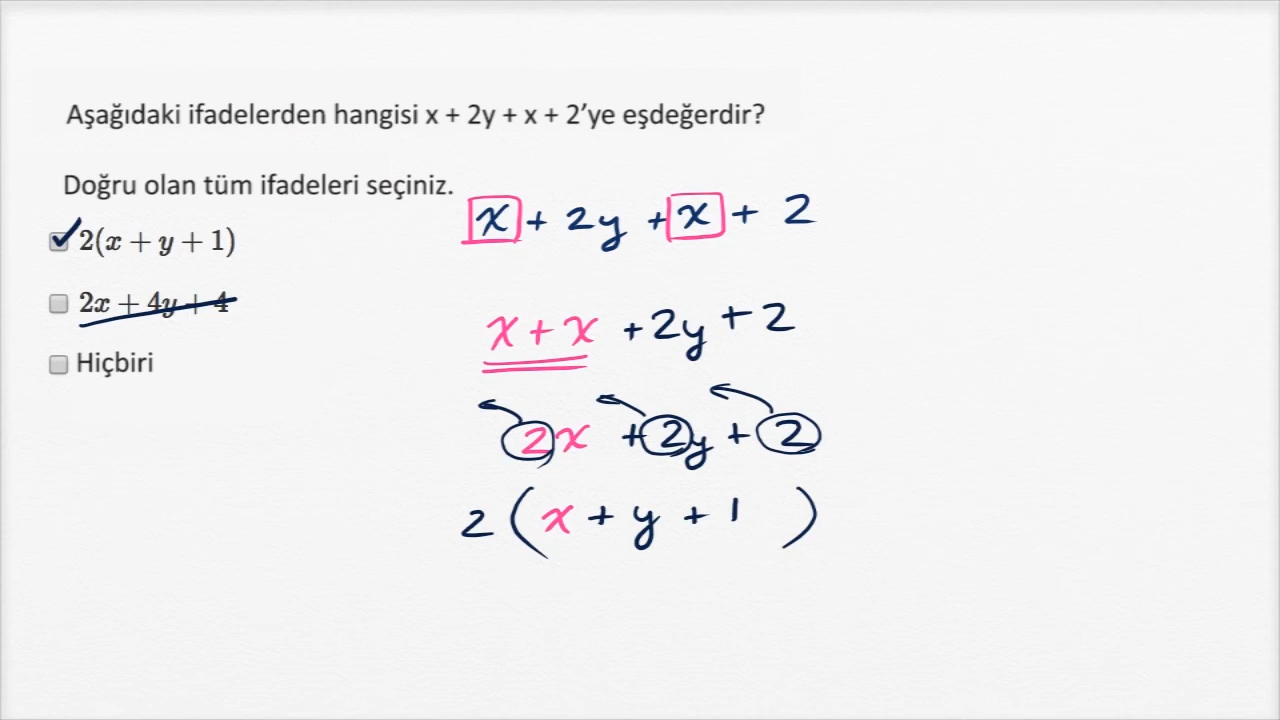 Aşağıdaki ifadelerden hangisi x + 2y + x + 2’ye eşdeğerdir?
Doğru olan tüm ifadeleri seçiniz.
2(x + y + 1)
2x + 4y + 4
Hiçbiri
x + 2y + x + 2
x + x + 2y + 2
2x + 2y + 2
2 ( x + y + 1 )